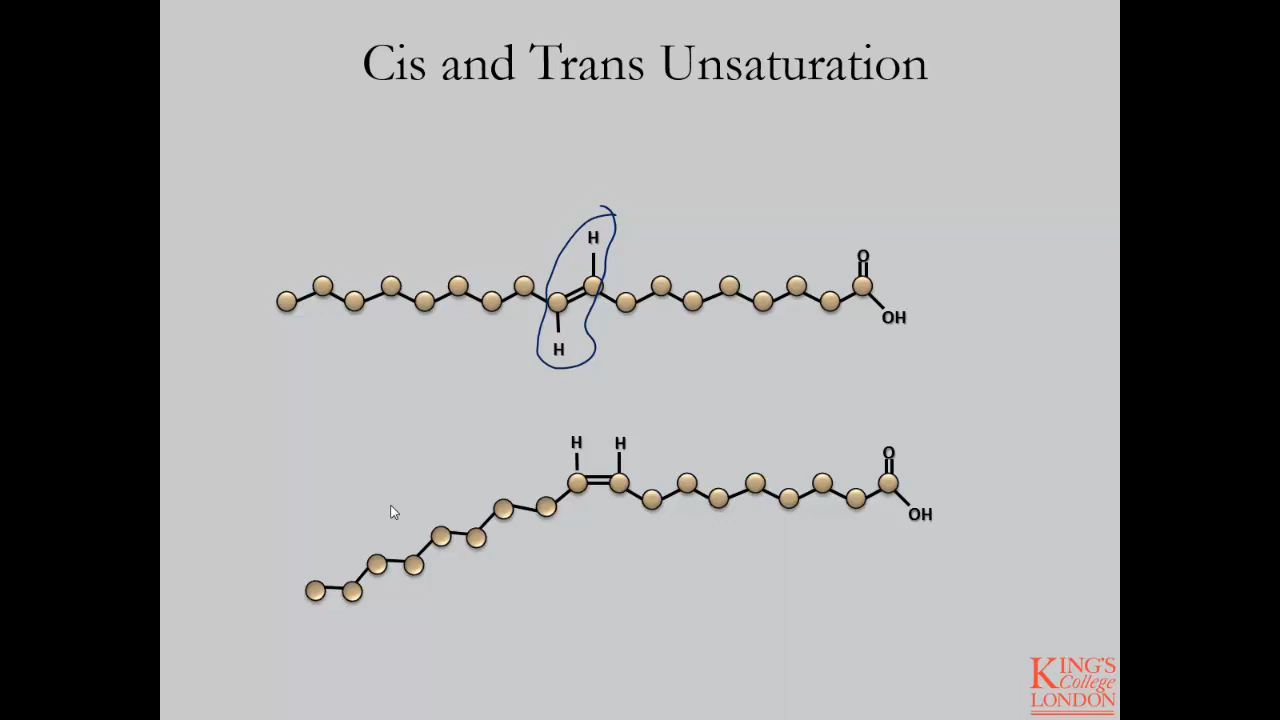 Cis and Trans Unsaturation
H
O
OH
H
H H
O
OH
KING'S
College
LONDON